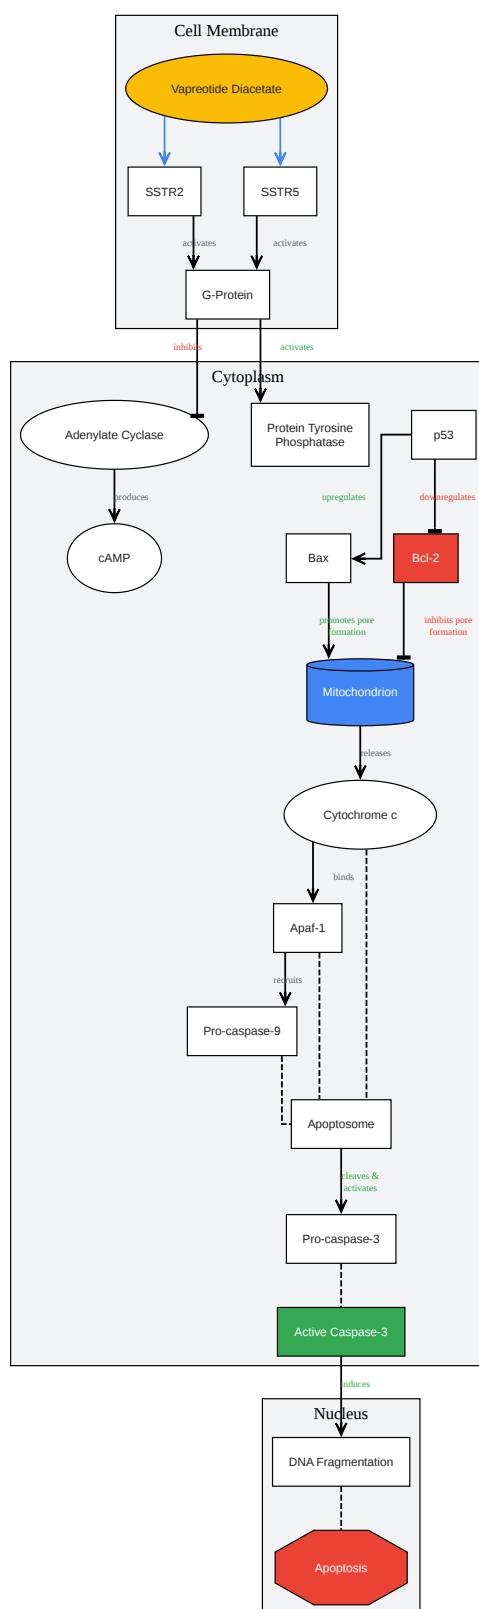 Cell Membrane
Vapreotide Diacetate
SSTR2
SSTR5
activates
activates
G-Protein
inhibits
activates
Cytoplasm
Adenylate Cyclase
Protein Tyrosine
Phosphatase
p53
produces
upregulates
downregulates
cAMP
Bax
Bcl-2
promotes pore
formation
inhibits pore
formation
Mitochondrion
releases
Cytochrome c
binds
Apaf-1
recruits
Pro-caspase-9
Apoptosome
cleaves &
activates
Pro-caspase-3
Active Caspase-3
induces
Nucleus
DNA Fragmentation
Apoptosis